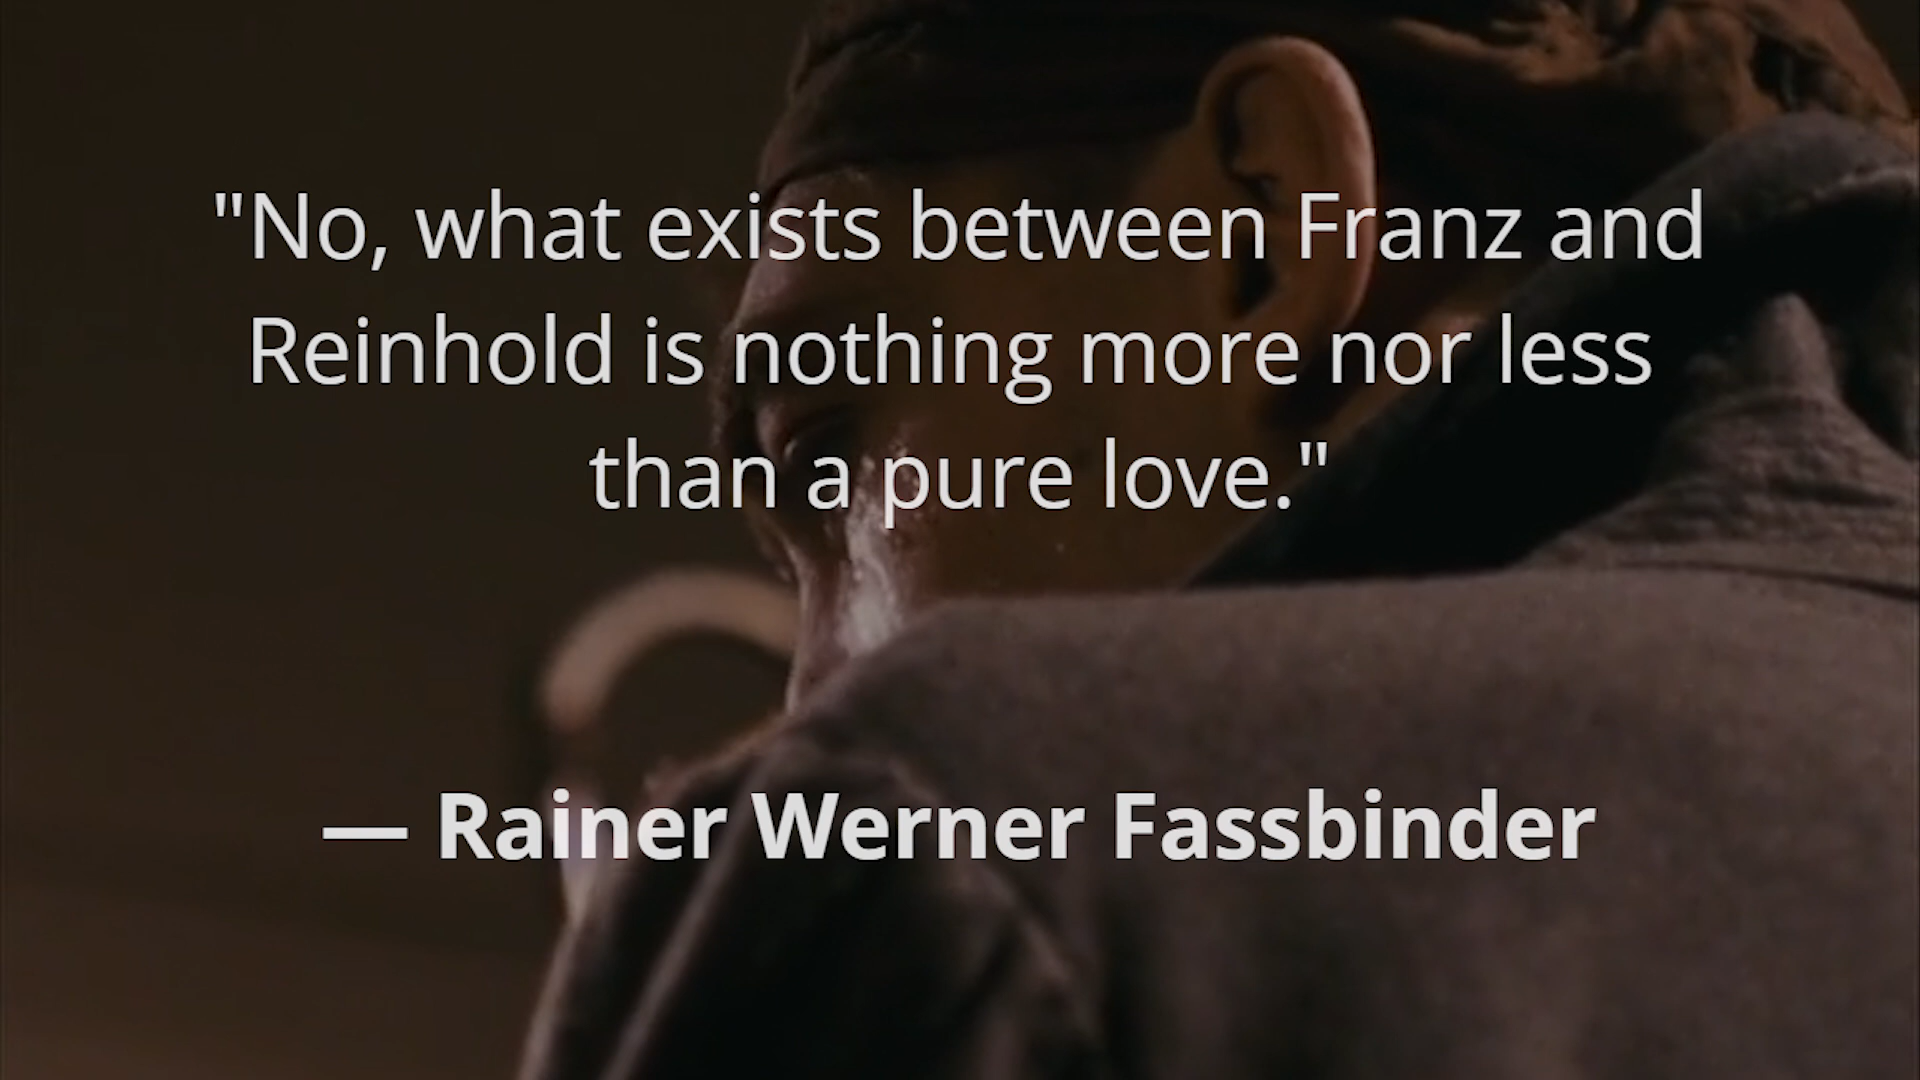 "No, what exists between Franz and
Reinhold is nothing more nor less
than a pure love."
— Rainer Werner Fassbinder